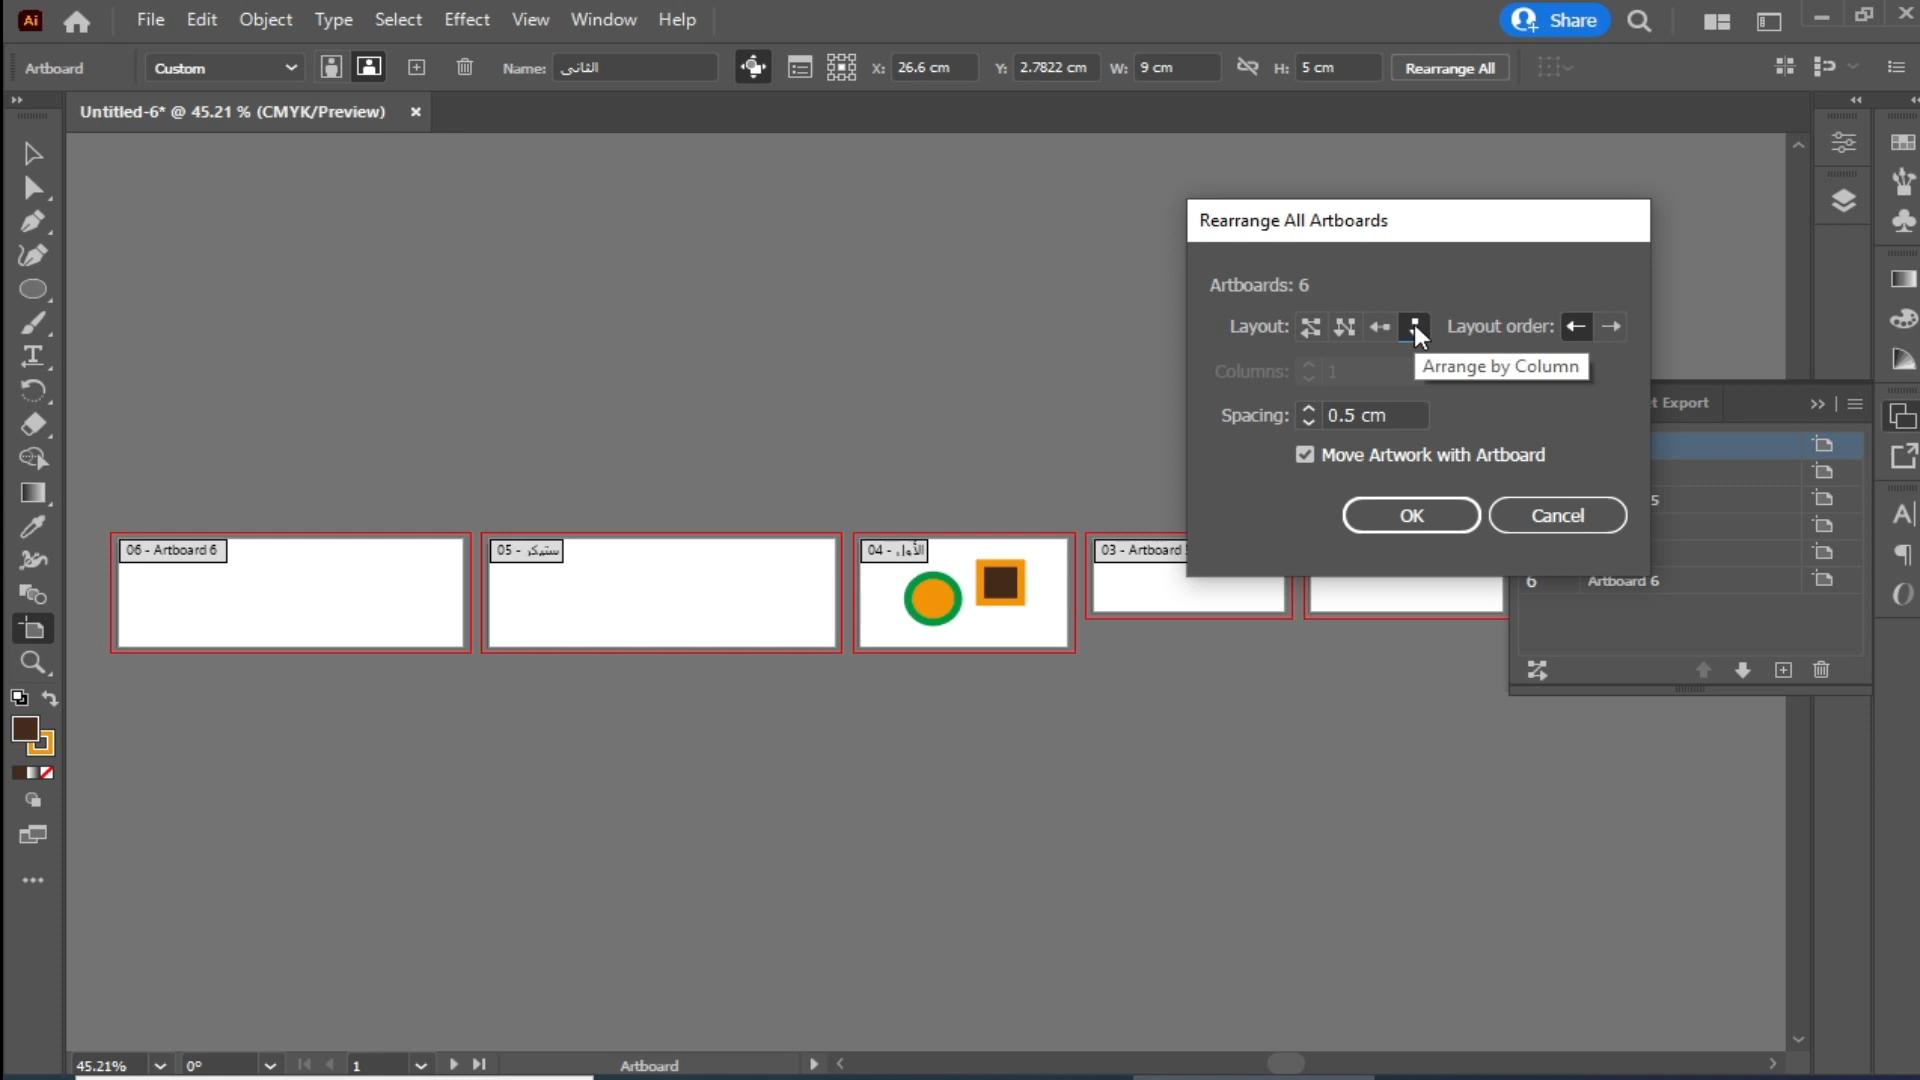 Ai File Edit Object Type Select Effect View Window Help Share
Artboard Custom Name: الثاني X: 26.6 cm Y: 2.7822 cm W: 9 cm H: 5 cm Rearrange All
Untitled-6* @ 45.21 % (CMYK/Preview) ×
Rearrange All Artboards
Artboards: 6
Layout: Layout order:
Arrange by Column
Columns: 1
Spacing: 0.5 cm
Move Artwork with Artboard
OK Cancel
t Export
5
6 Artboard 6
06 - Artboard 6
05 - ستيكر
04 - الأول
03 - Artboard
45.21% 0° 1 Artboard